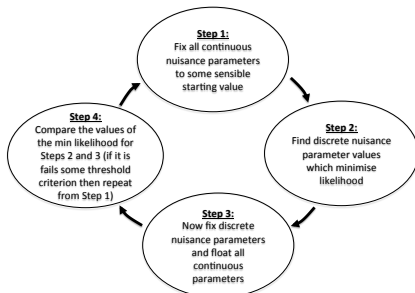 Step 1:
Fix all continuous
nuisance parameters
to some sensible
starting value
Step 2:
Find discrete nuisance
parameter values
which minimise
likelihood
Step 3:
Now fix discrete
nuisance parameters
and float all
continuous
parameters
Step 4:
Compare the values of
the min likelihood for
Steps 2 and 3 (if it is
fails some threshold
criterion then repeat
from Step 1)